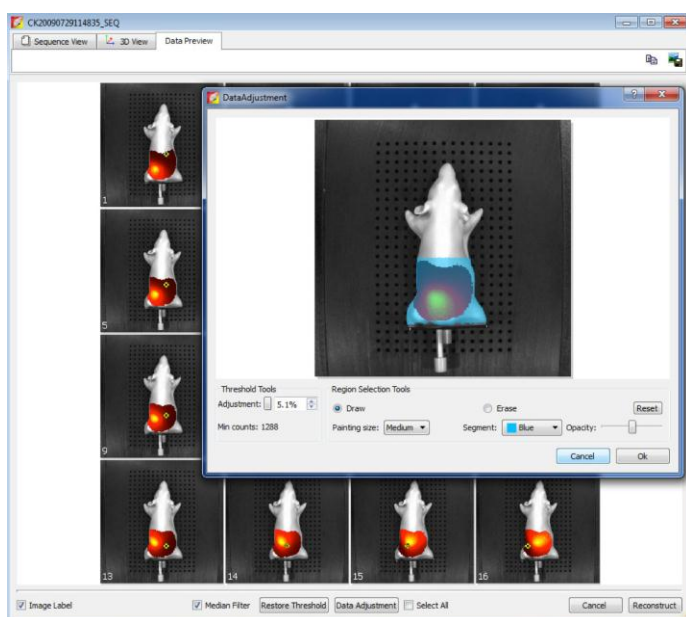 CK20090729114835_SEQ
Sequence View 3D View Data Preview
DataAdjustment
1
5
9
13 14 15 16
Threshold Tools
Adjustment: 5.1%
Min counts: 1288
Region Selection Tools
Draw Erase Reset
Painting size: Medium Segment: Blue Opacity:
Cancel Ok
Image Label Median Filter Restore Threshold Data Adjustment Select All Cancel Reconstruct